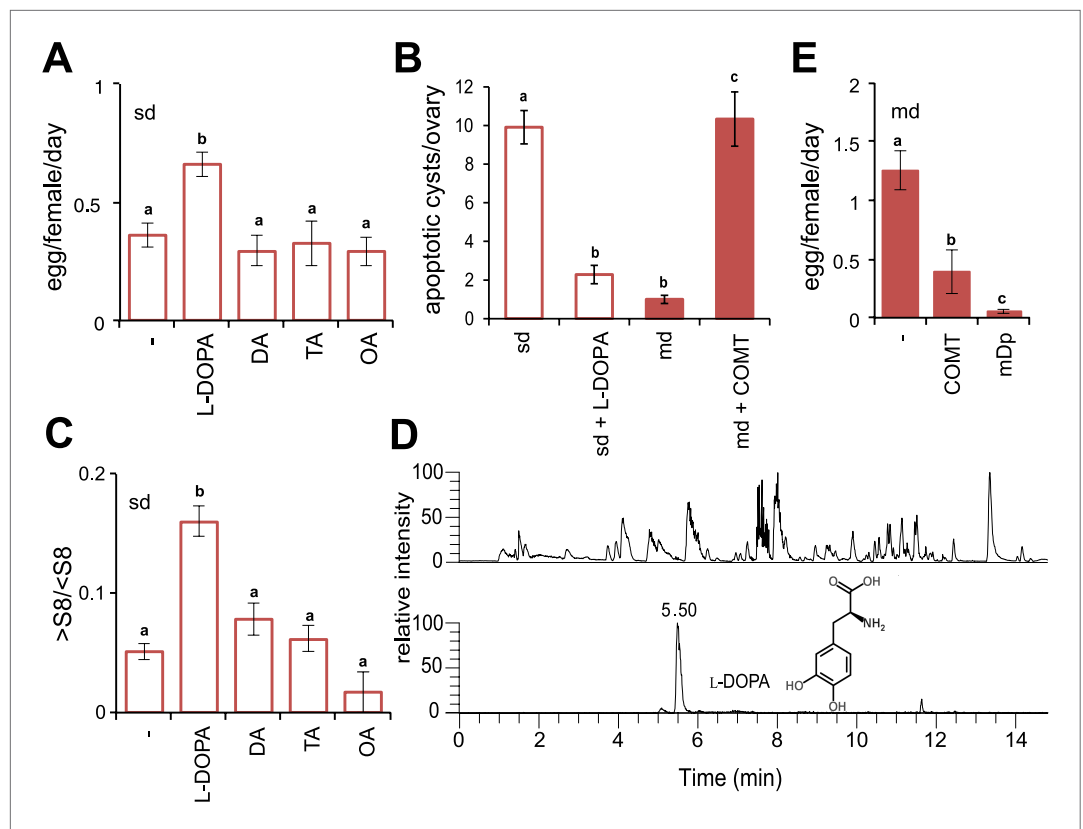 A
egg/female/day
1
0.5
0
sd
a
b
a
a
a
-
L-DOPA
DA
TA
OA
B
apoptotic cysts/ovary
12
10
8
6
4
2
0
a
b
b
c
sd
sd + L-DOPA
md
md + COMT
E
egg/female/day
2
1.5
1
0.5
0
md
a
b
c
-
COMT
mDp
C
>S8/<S8
0.2
0.1
0
sd
a
b
a
a
a
-
L-DOPA
DA
TA
OA
D
relative intensity
100
50
0
100
50
0
5.50
L-DOPA
O
OH
NH2
HO
OH
0 2 4 6 8 10 12 14
Time (min)